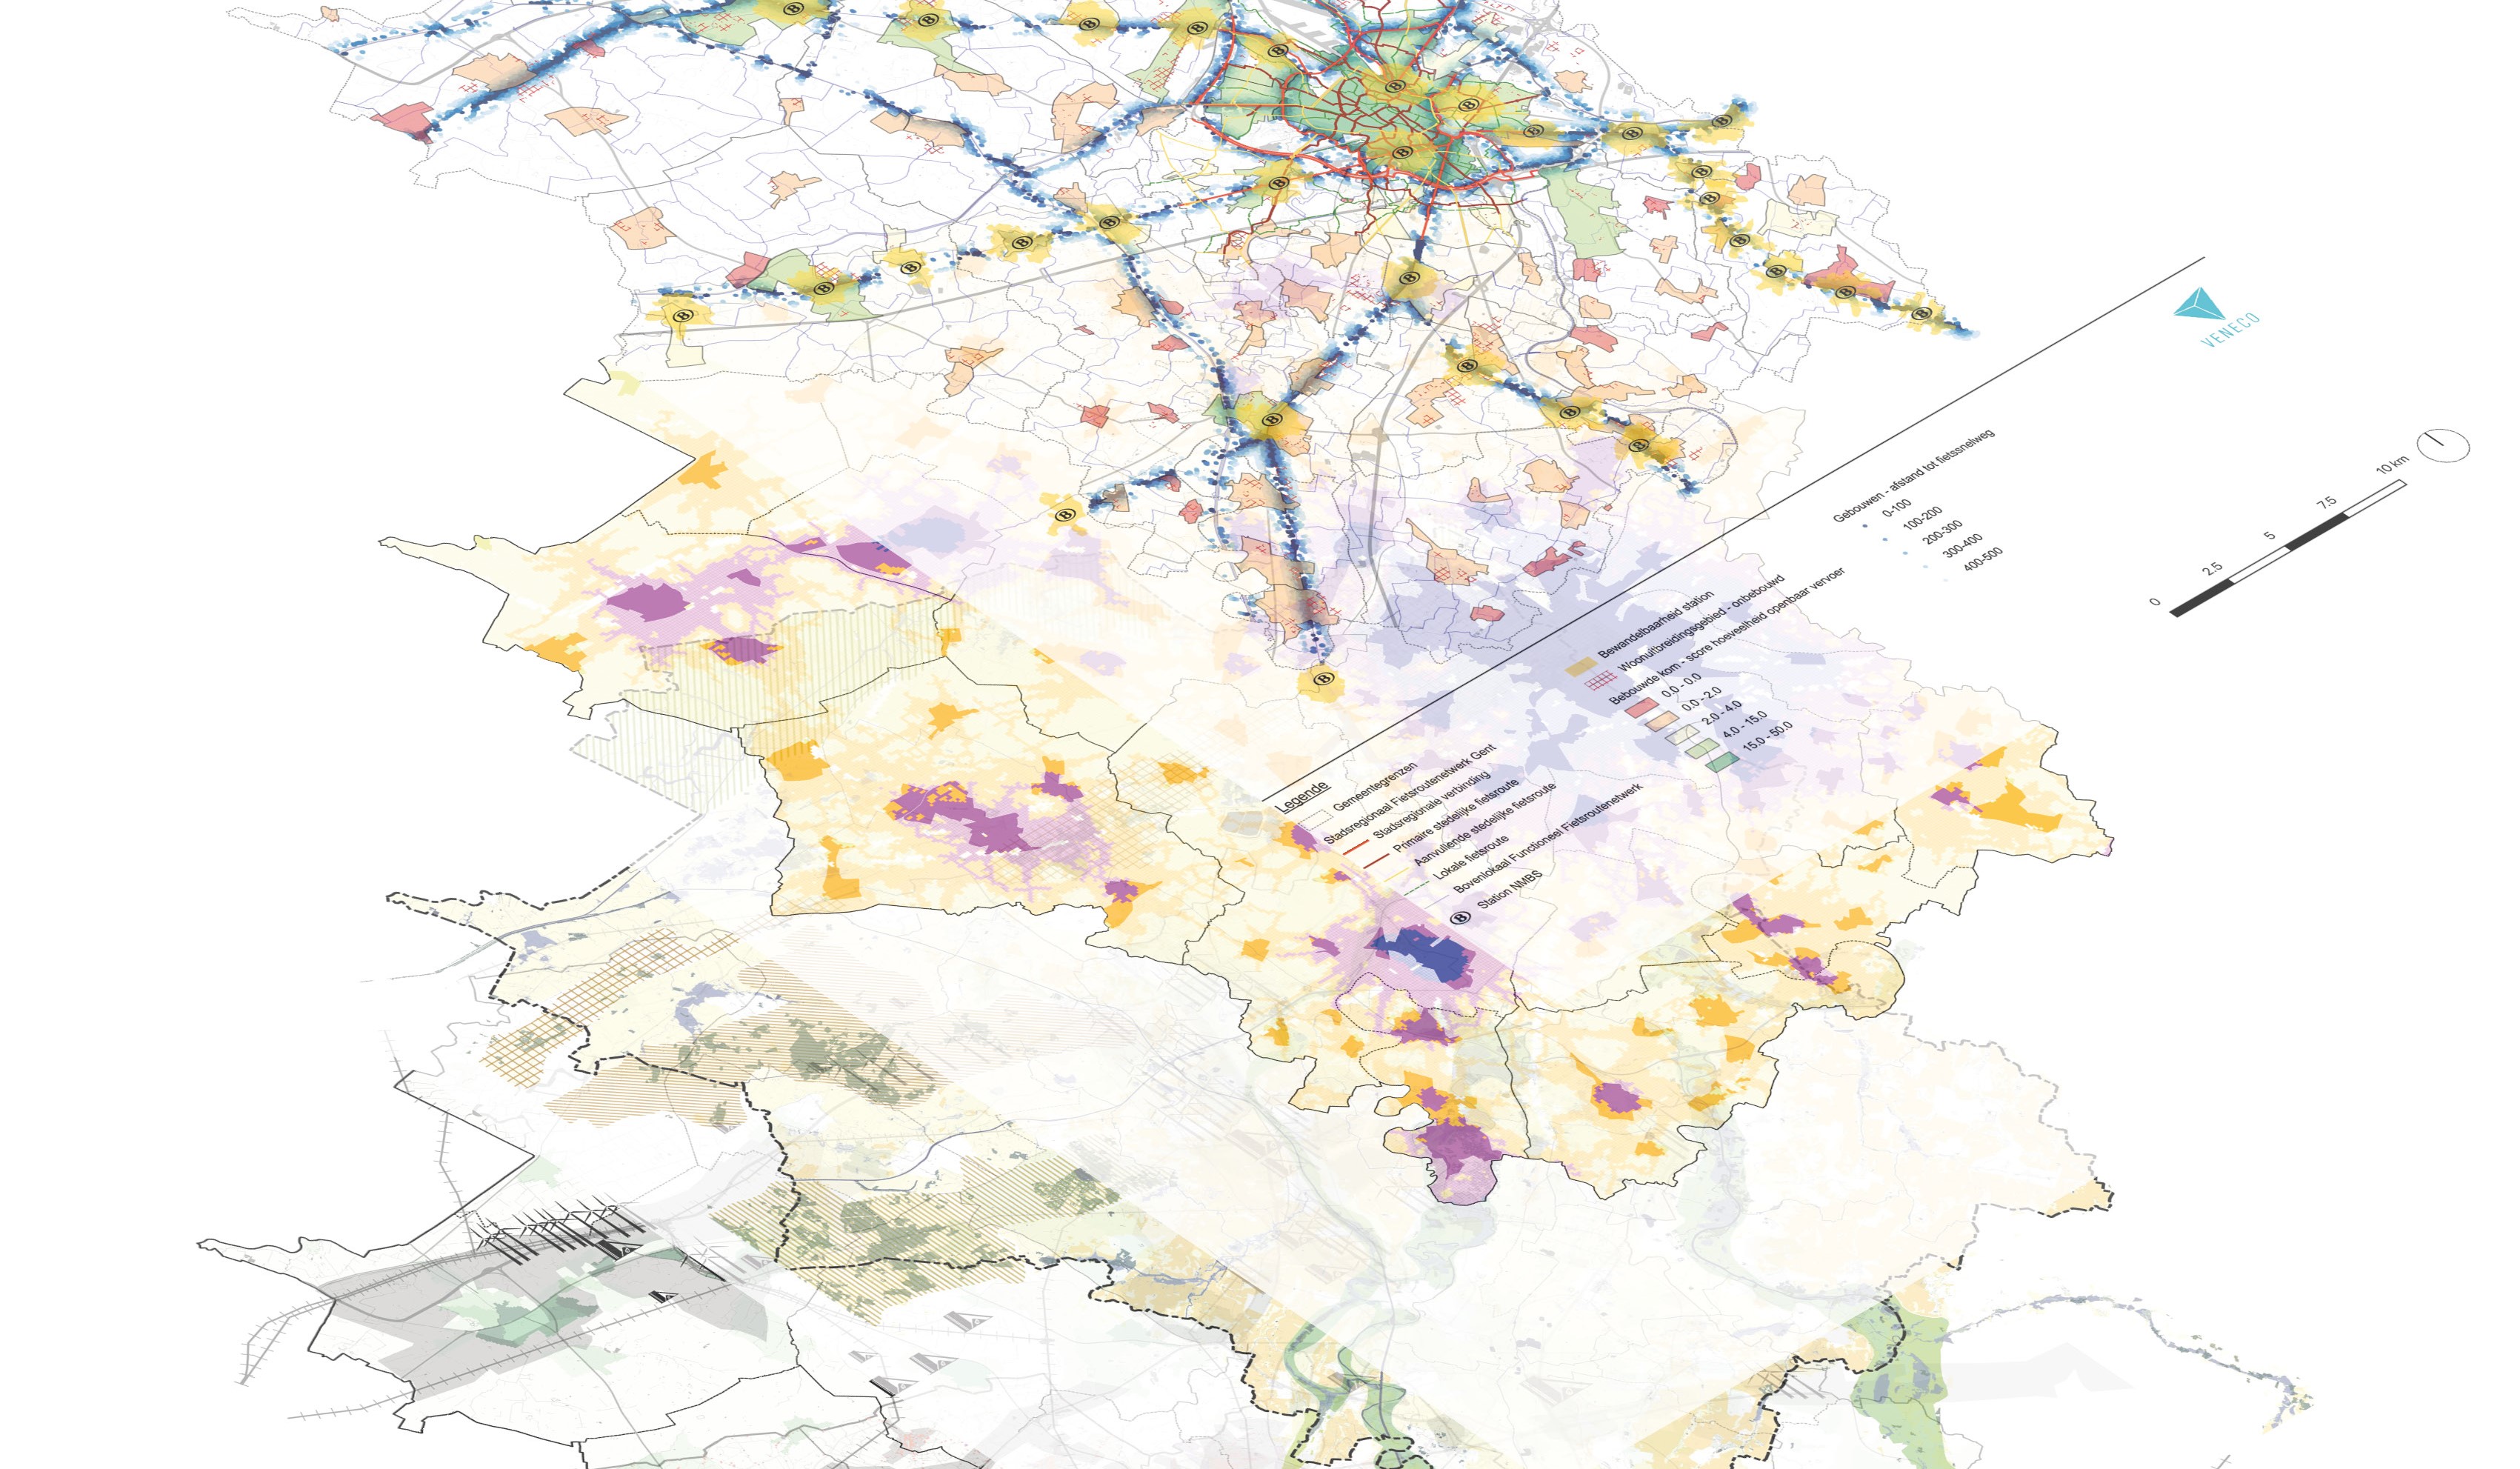 VENECO
Gebouwen - afstand tot fietssnelweg
0-100
100-200
200-300
300-400
400-500
0
2.5
5
7.5
10 km
Bewandelbaarheid station
Woonuitbreidingsgebied - onbebouwd
Bebouwde kom - score hoeveelheid openbaar vervoer
0.0 - 0.0
0.0 - 2.0
2.0 - 4.0
4.0 - 15.0
15.0 - 50.0
Legende
Gemeentegrenzen
Stadsregionaal Fietsroutenetwerk Gent
Stadsregionale verbinding
Primaire stedelijke fietsroute
Aanvullende stedelijke fietsroute
Lokale fietsroute
Bovenlokaal Functioneel Fietsroutenetwerk
B Station NMBS